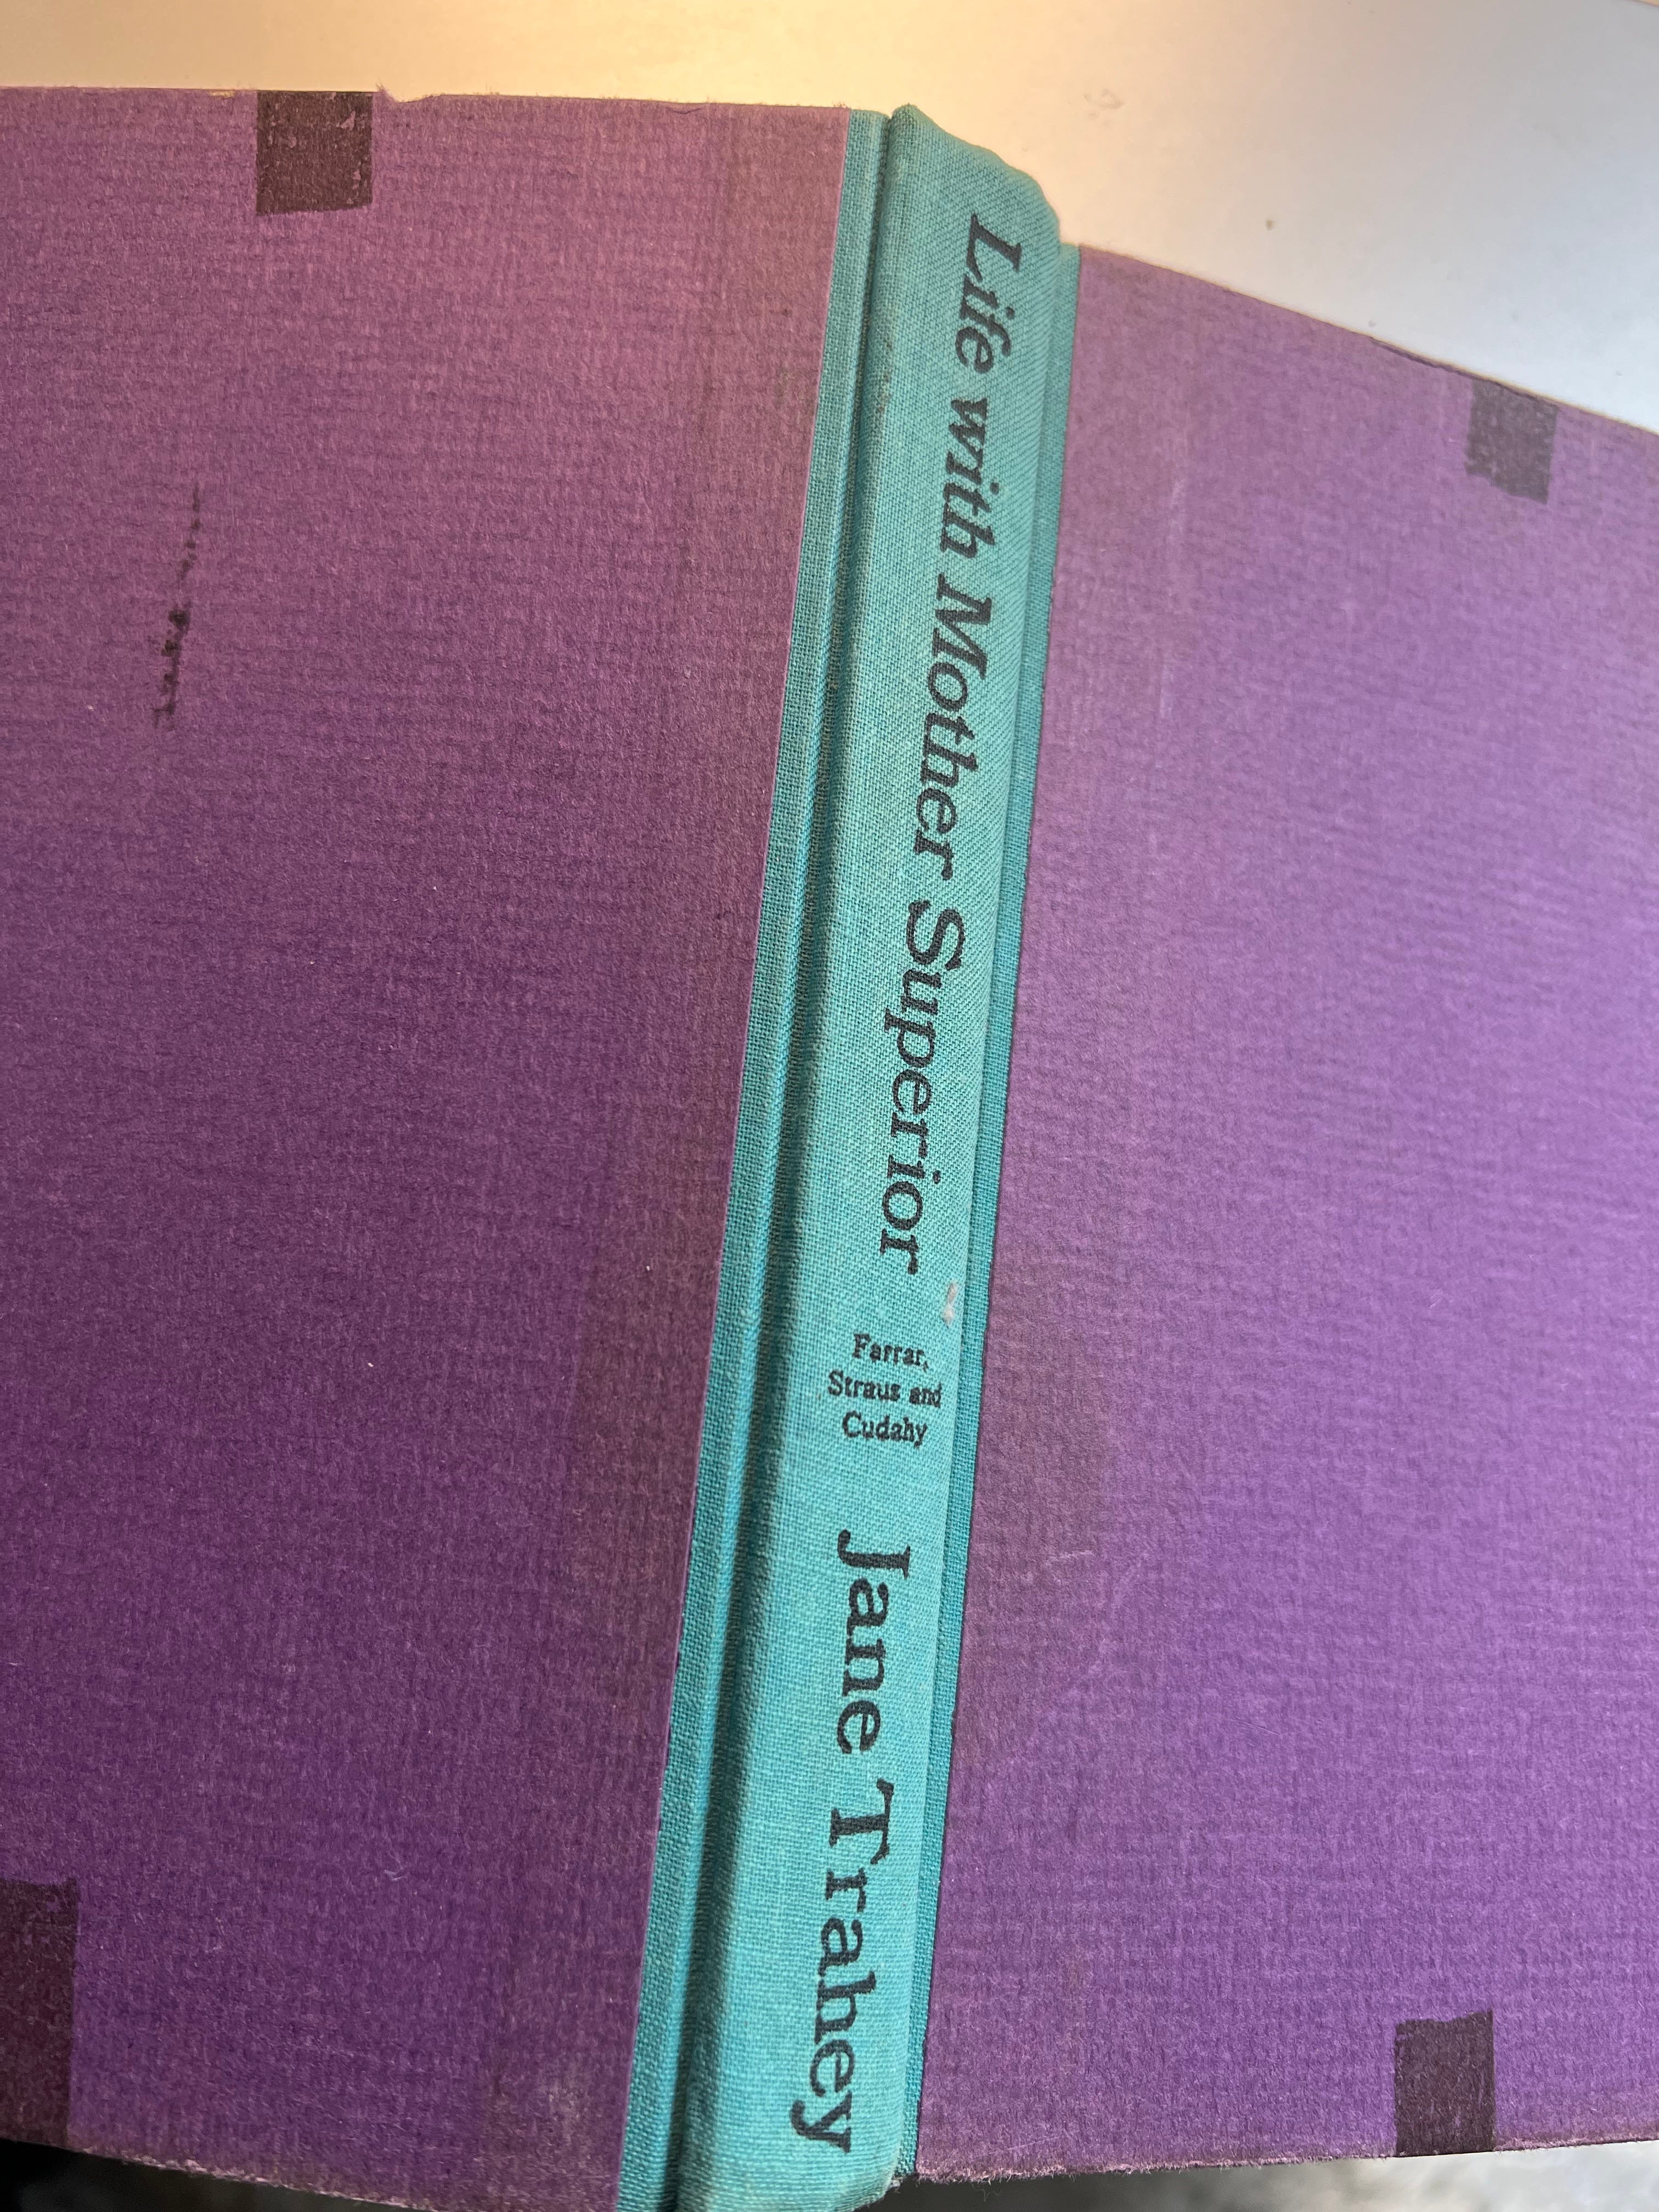 Life with Mother Superior
Farrar,
Straus and
Cudahy
Jane Trahey